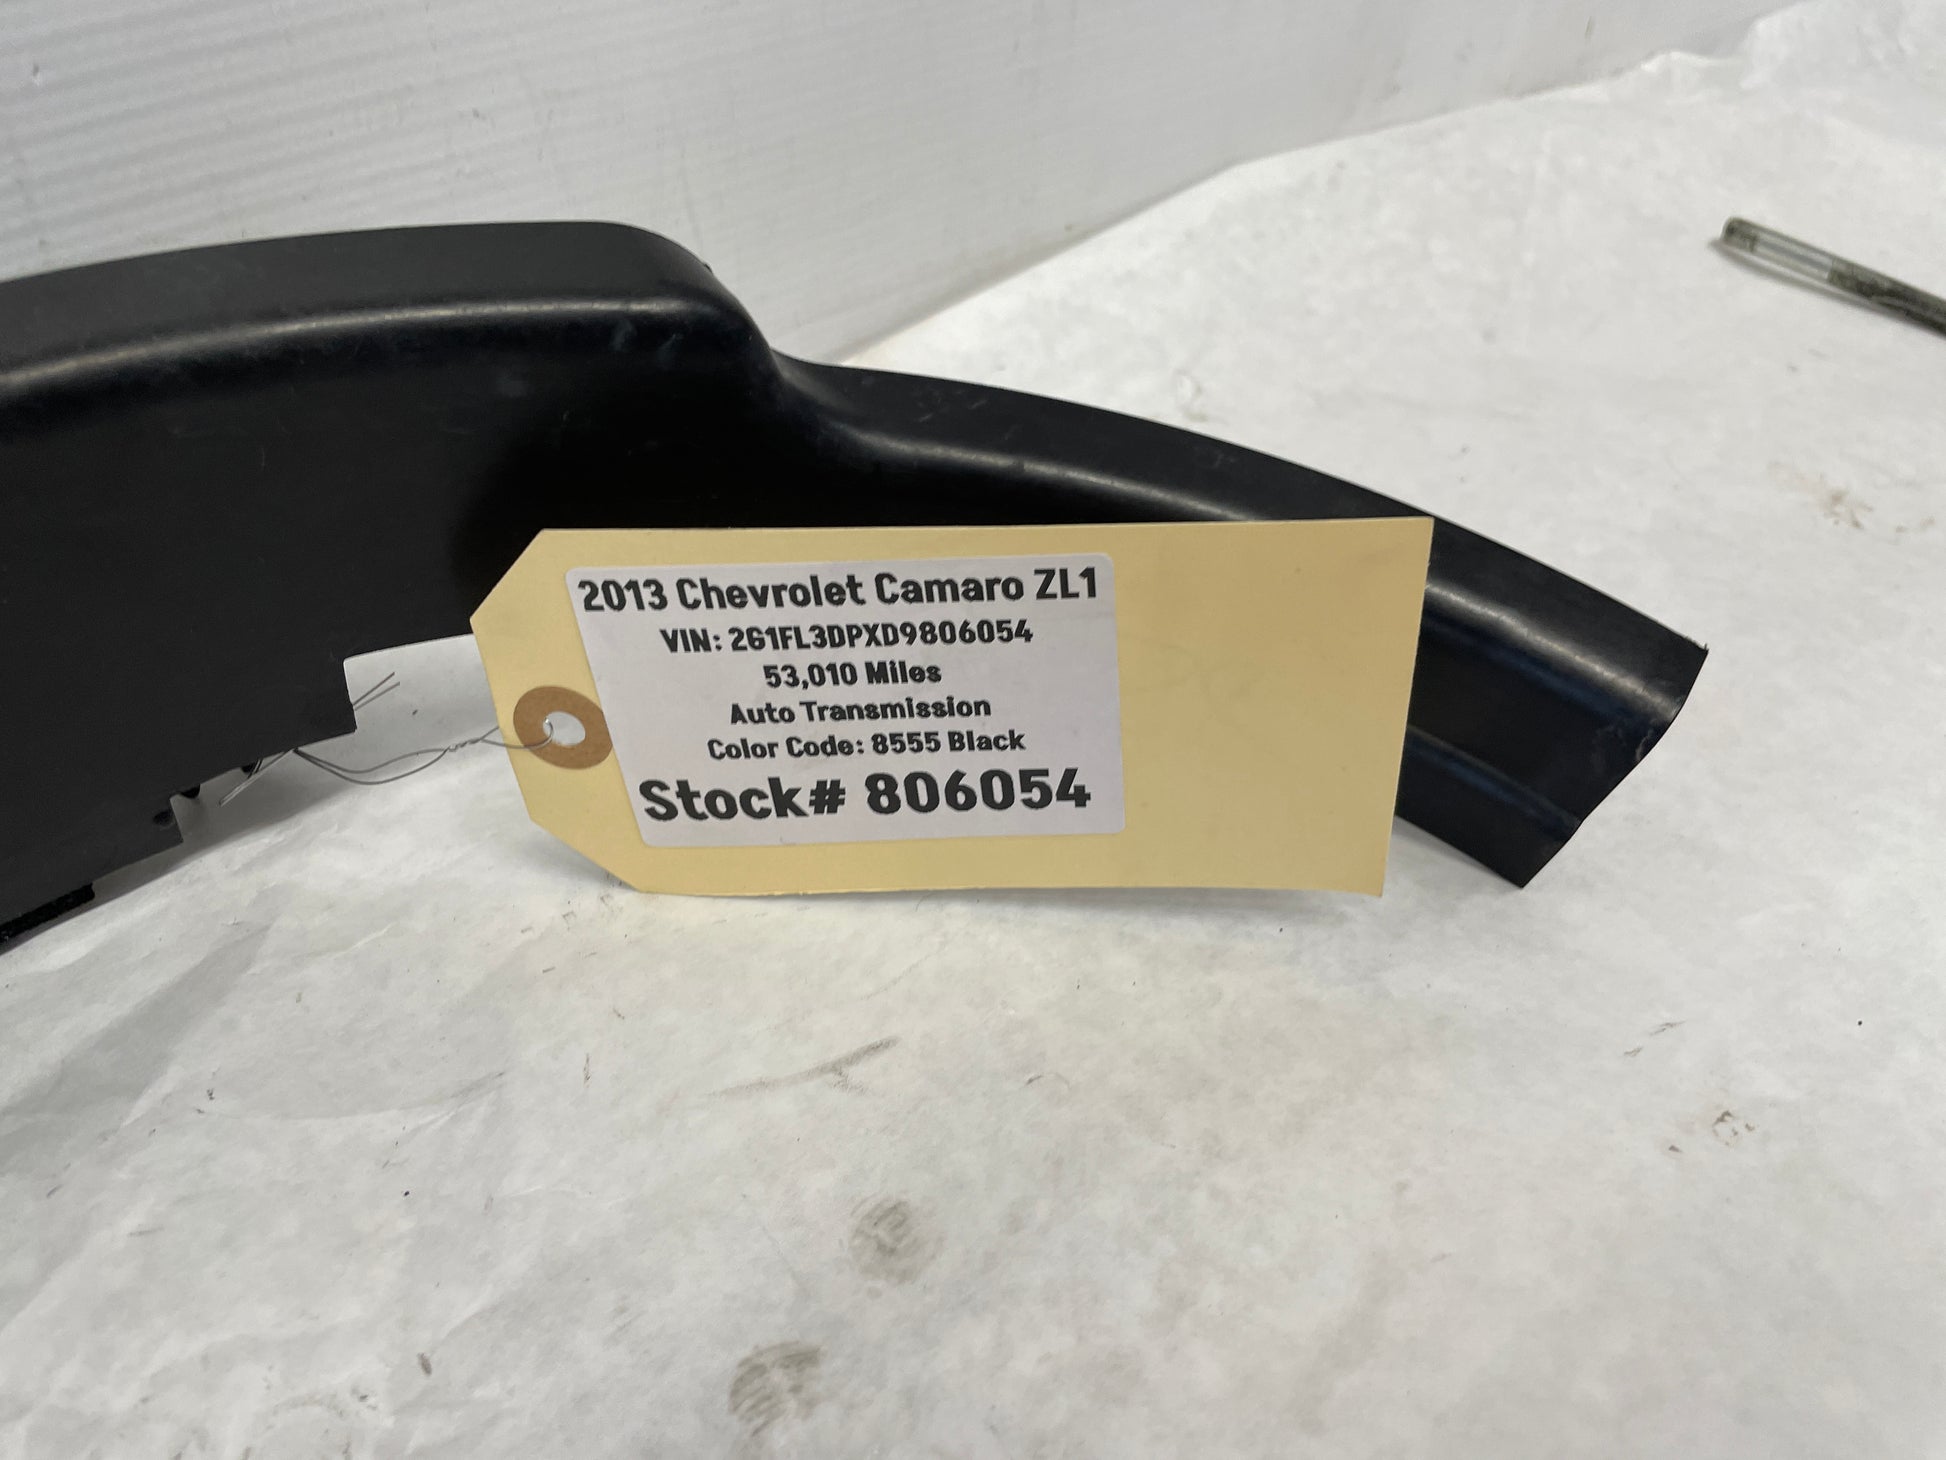 2013 Chevrolet Camaro ZL1
VIN: 2G1FL3DPXD9806054
53,010 Miles
Auto Transmission
Color Code: 8555 Black
Stock# 806054